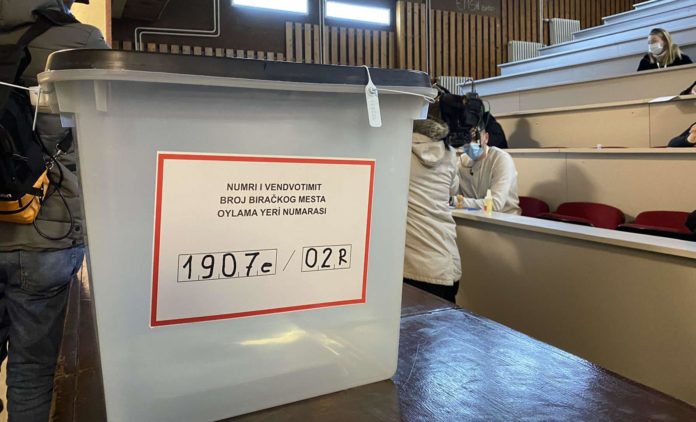 NUMRI I VENDVOTIMIT
BROJ BIRAČKOG MESTA
OYLAMA YERİ NUMARASI
1907c / 02R